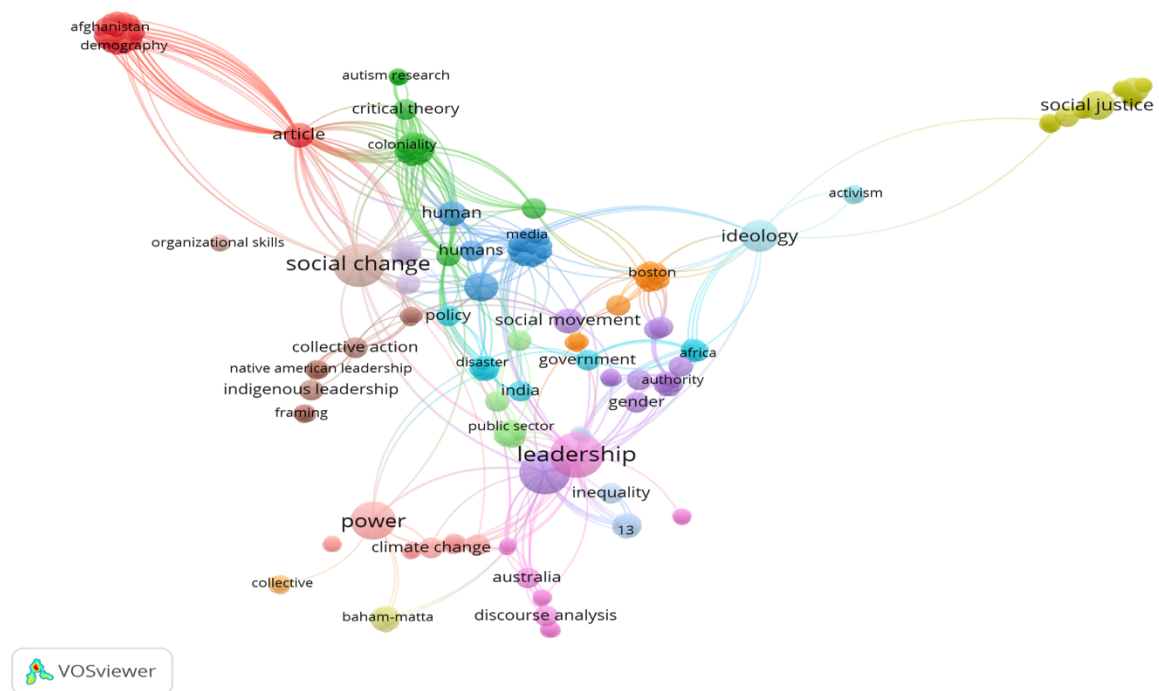 afghanistan
demography
autism research
social justice
critical theory
article
coloniality
activism
human
media
ideology
organizational skills
humans
social change
boston
policy
social movement
collective action
africa
government
disaster
native american leadership
authority
indigenous leadership
india
gender
framing
public sector
leadership
inequality
power
13
climate change
australia
collective
discourse analysis
baham-matta
VOSviewer